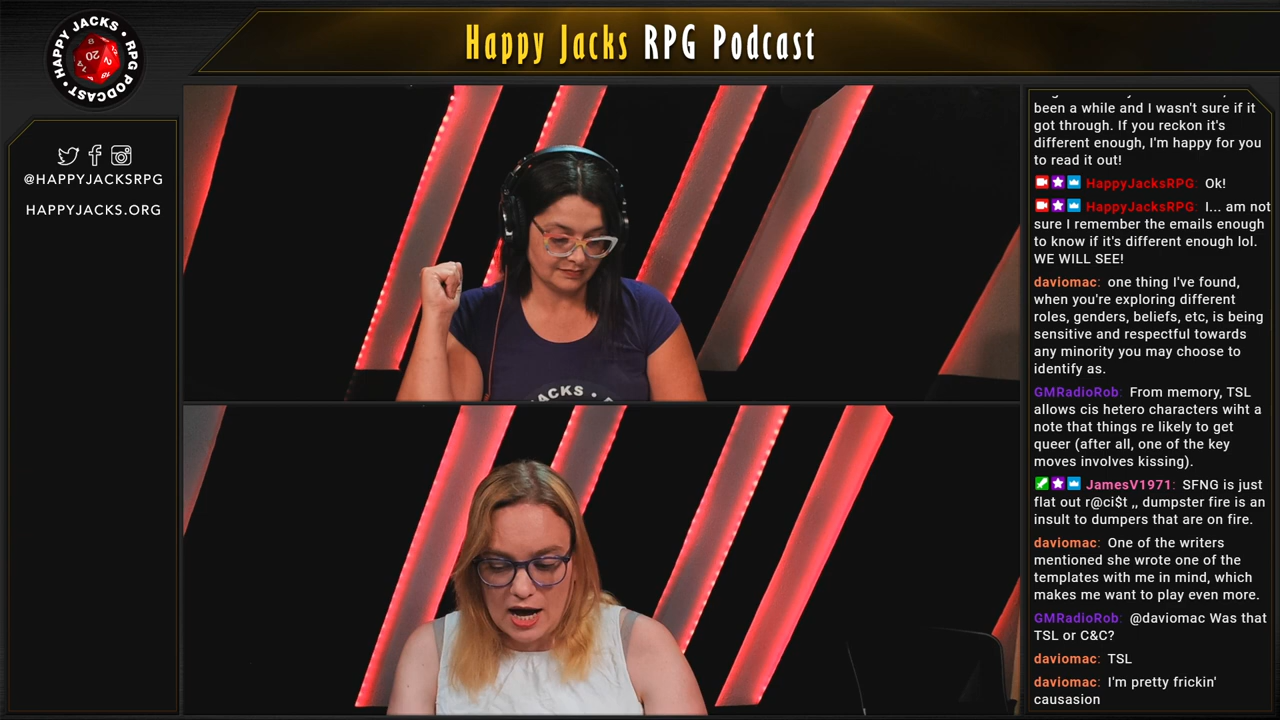 HAPPY JACKS • RPG PODCAST •
Happy Jacks RPG Podcast
@HAPPYJACKSRPG
HAPPYJACKS.ORG
ACKS •
been a while and I wasn't sure if it
got through. If you reckon it's
different enough, I'm happy for you
to read it out!
HappyJacksRPG: Ok!
HappyJacksRPG: I... am not
sure I remember the emails enough
to know if it's different enough lol.
WE WILL SEE!
daviomac: one thing I've found,
when you're exploring different
roles, genders, beliefs, etc, is being
sensitive and respectful towards
any minority you may choose to
identify as.
GMRadioRob: From memory, TSL
allows cis hetero characters wiht a
note that things re likely to get
queer (after all, one of the key
moves involves kissing).
JamesV1971: SFNG is just
flat out r@ci$t ,, dumpster fire is an
insult to dumpers that are on fire.
daviomac: One of the writers
mentioned she wrote one of the
templates with me in mind, which
makes me want to play even more.
GMRadioRob: @daviomac Was that
TSL or C&C?
daviomac: TSL
daviomac: I'm pretty frickin'
causasion